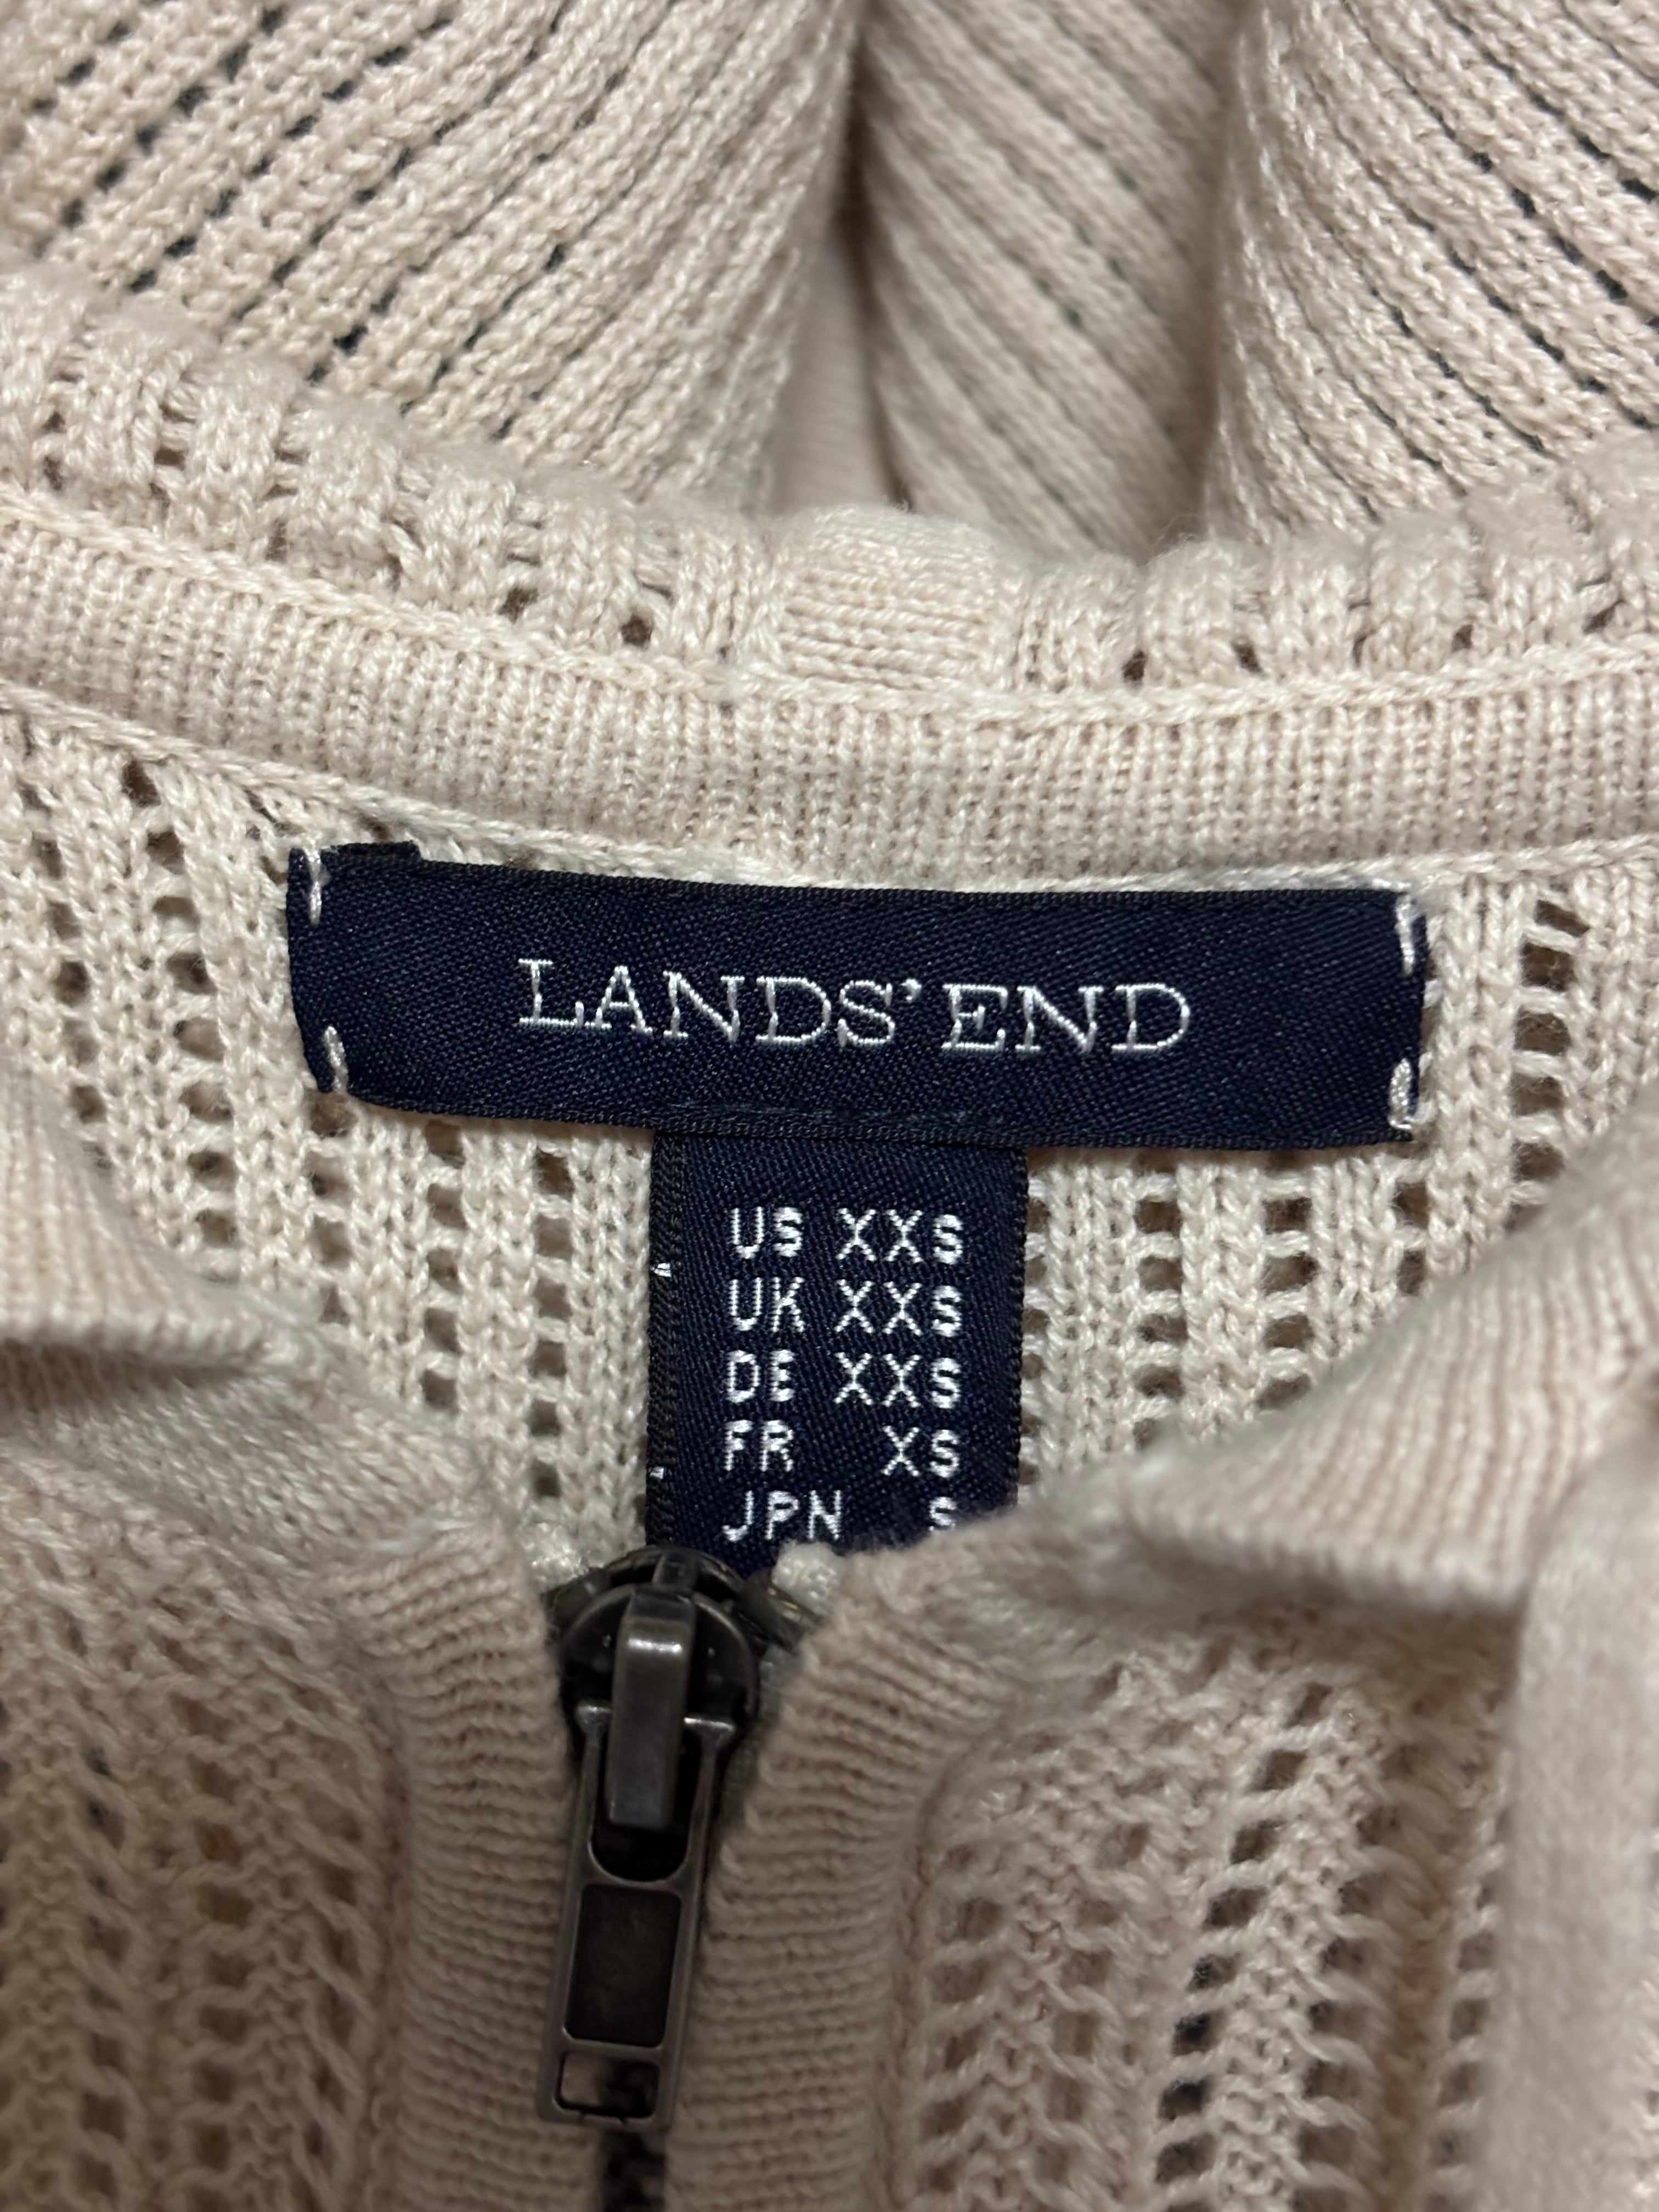 LANDS' END
US XXS
UK XXS
DE XXS
FR XS
JPN S